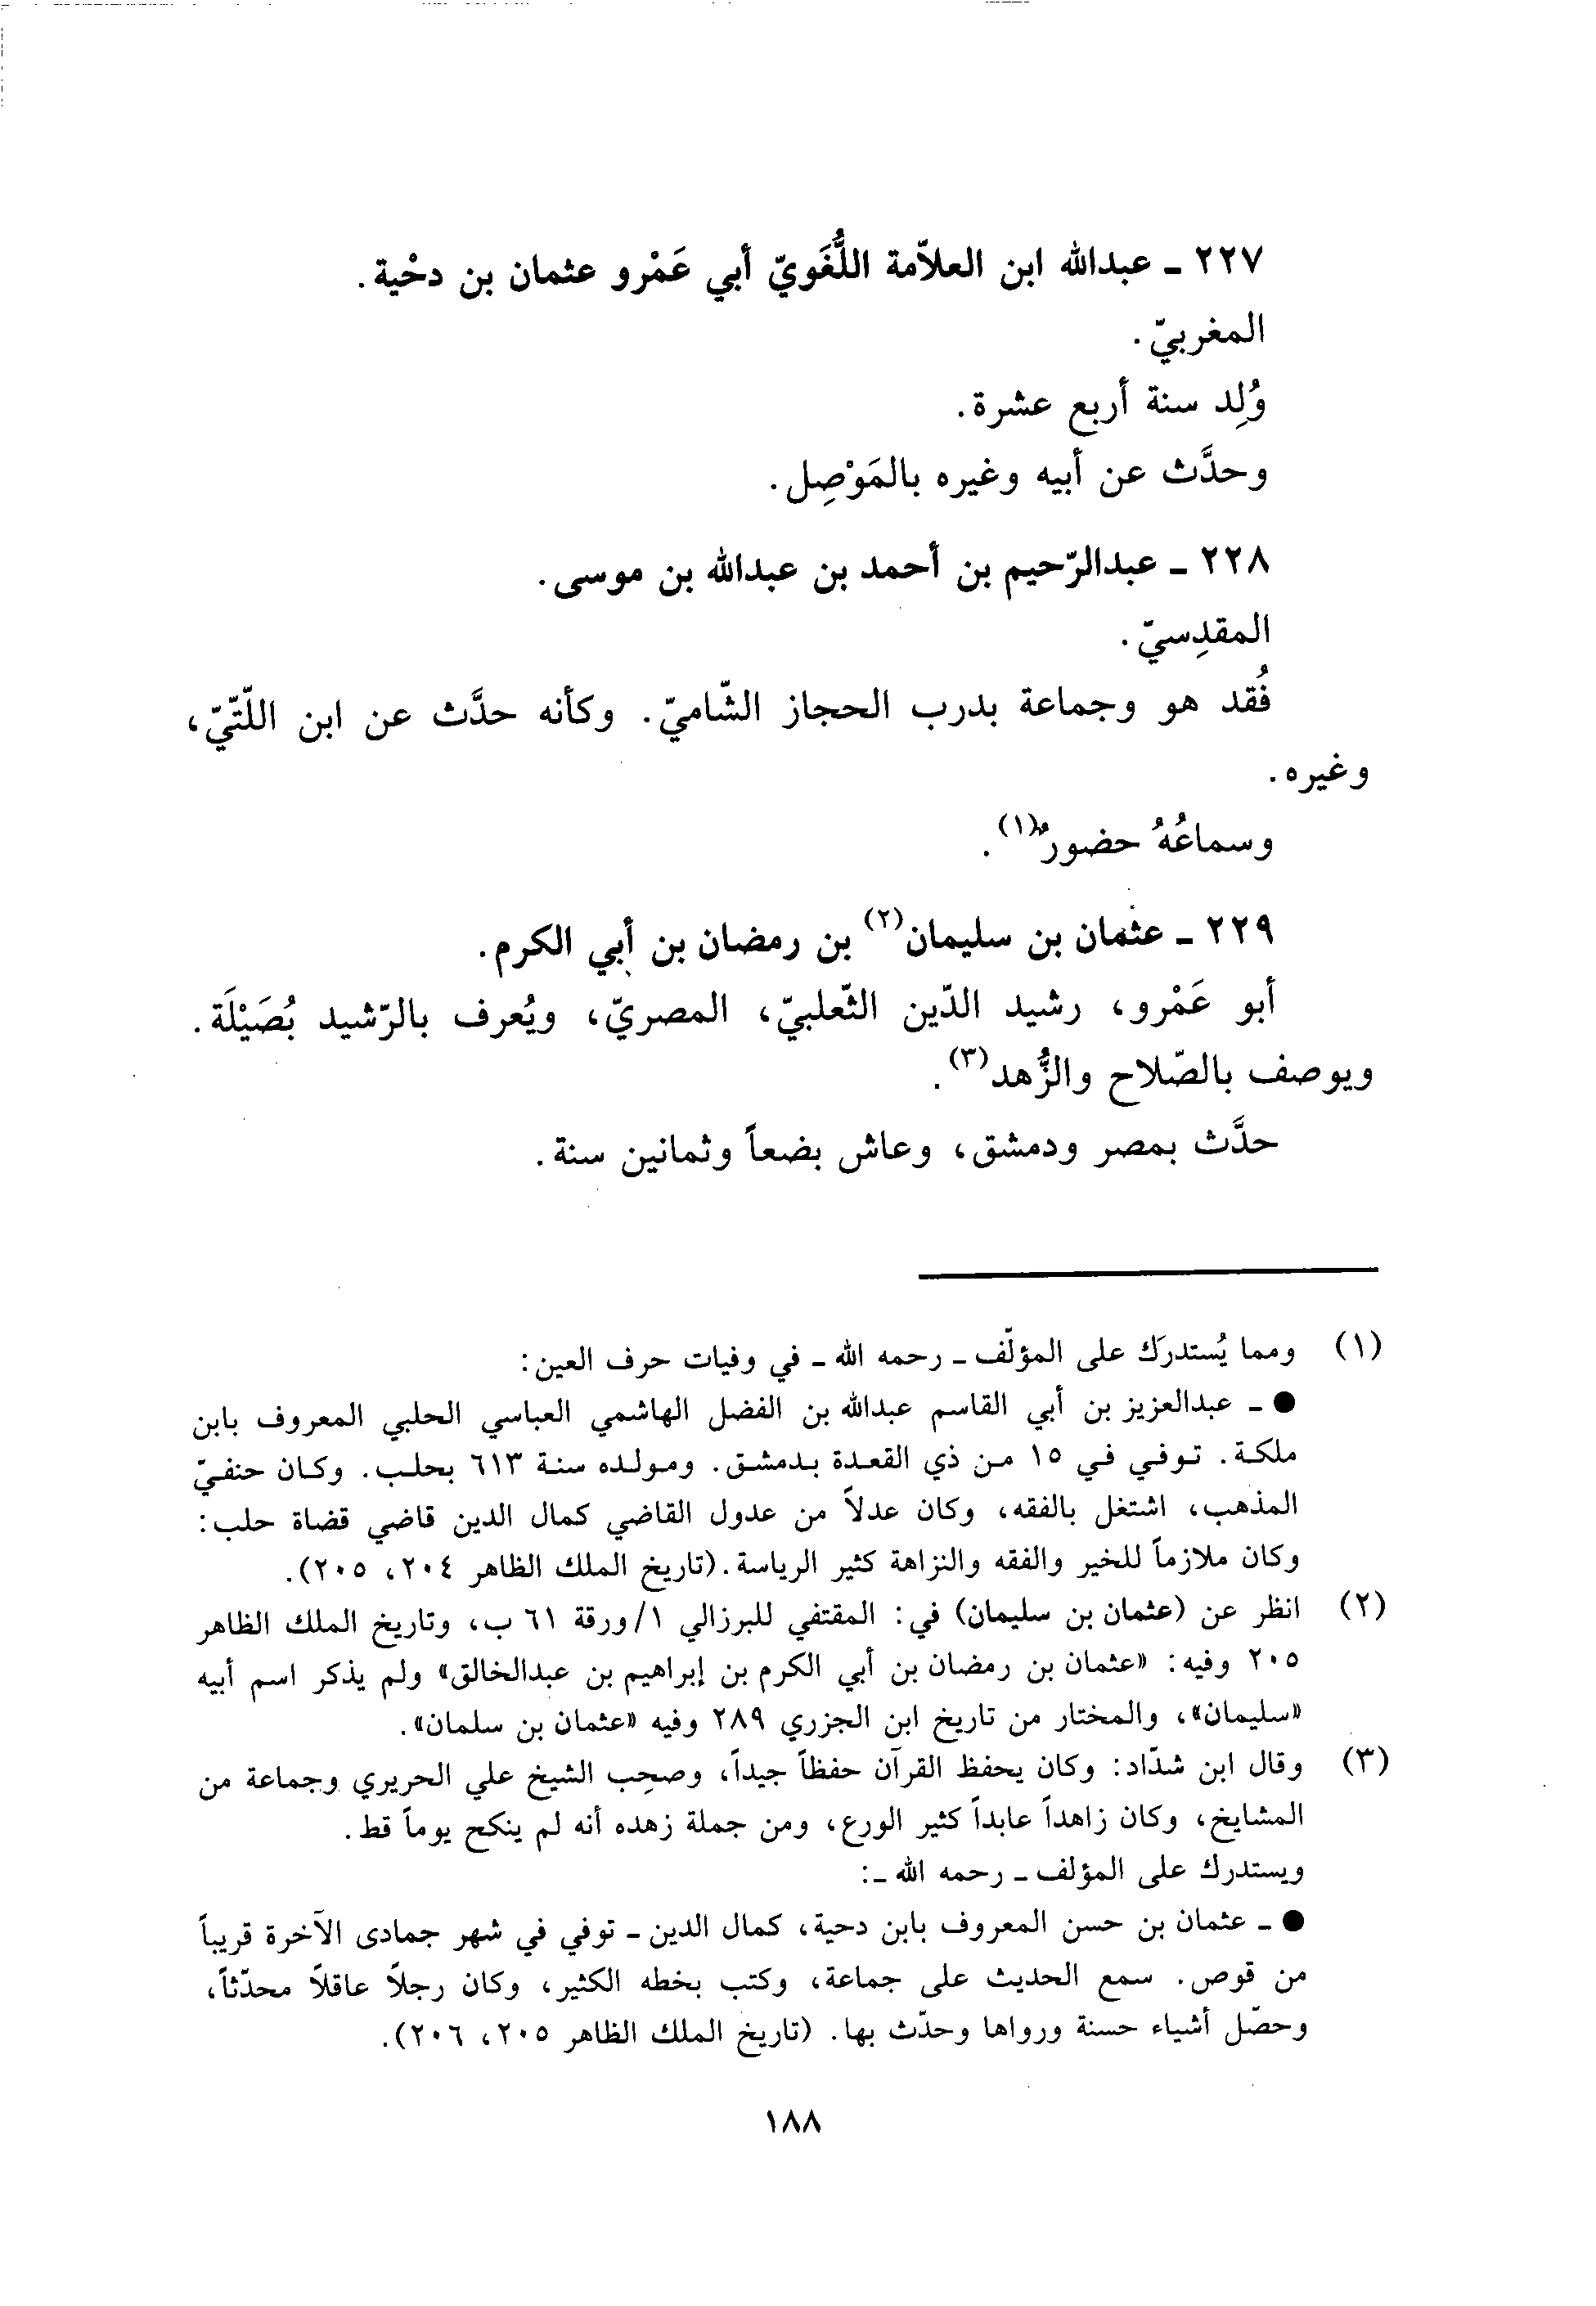 ٢٢٧ ـ عبدالله ابن العلاّمة اللُّغَويّ أبي عَمْرو عثمان بن دحْية.
المغربيّ.
وُلِد سنة أربع عشرة.
وحدَّث عن أبيه وغيره بالمَوْصِل.
٢٢٨ ـ عبدالرّحيم بن أحمد بن عبدالله بن موسى.
المقدِسيّ.
فُقد هو وجماعة بدرب الحجاز الشّاميّ. وكأنه حدَّث عن ابن اللّتّيّ،
وغيره.
وسماعُهُ حضورٌ(١).
٢٢٩ ـ عثمان بن سليمان(٢) بن رمضان بن أبي الكرم.
أبو عَمْرو، رشيد الدّين الثّعلبيّ، المصريّ، ويُعرف بالرّشيد بُصَيْلَة.
ويوصف بالصّلاح والزُّهد(٣).
حدَّث بمصر ودمشق، وعاش بضعاً وثمانين سنة.
(١) ومما يُستدرَك على المؤلّف ـ رحمه الله ـ في وفيات حرف العين:
● ـ عبدالعزيز بن أبي القاسم عبدالله بن الفضل الهاشمي العباسي الحلبي المعروف بابن
ملكة. توفي في ١٥ من ذي القعدة بدمشق. ومولده سنة ٦١٣ بحلب. وكان حنفيّ
المذهب، اشتغل بالفقه، وكان عدلاً من عدول القاضي كمال الدين قاضي قضاة حلب:
وكان ملازماً للخير والفقه والنزاهة كثير الرياسة. (تاريخ الملك الظاهر ٢٠٤، ٢٠٥).
(٢) انظر عن (عثمان بن سليمان) في: المقتفي للبرزالي ١/ورقة ٦١ ب، وتاريخ الملك الظاهر
٢٠٥ وفيه: «عثمان بن رمضان بن أبي الكرم بن إبراهيم بن عبدالخالق» ولم يذكر اسم أبيه
«سليمان»، والمختار من تاريخ ابن الجزري ٢٨٩ وفيه «عثمان بن سلمان».
(٣) وقال ابن شدّاد: وكان يحفظ القرآن حفظاً جيداً، وصحِب الشيخ علي الحريري وجماعة من
المشايخ، وكان زاهداً عابداً كثير الورع، ومن جملة زهده أنه لم ينكح يوماً قط.
ويستدرك على المؤلف ـ رحمه الله ـ:
● ـ عثمان بن حسن المعروف بابن دحية، كمال الدين ـ توفي في شهر جمادى الآخرة قريباً
من قوص. سمع الحديث على جماعة، وكتب بخطه الكثير، وكان رجلاً عاقلاً محدّثاً،
وحصّل أشياء حسنة ورواها وحدّث بها. (تاريخ الملك الظاهر ٢٠٥، ٢٠٦).
١٨٨